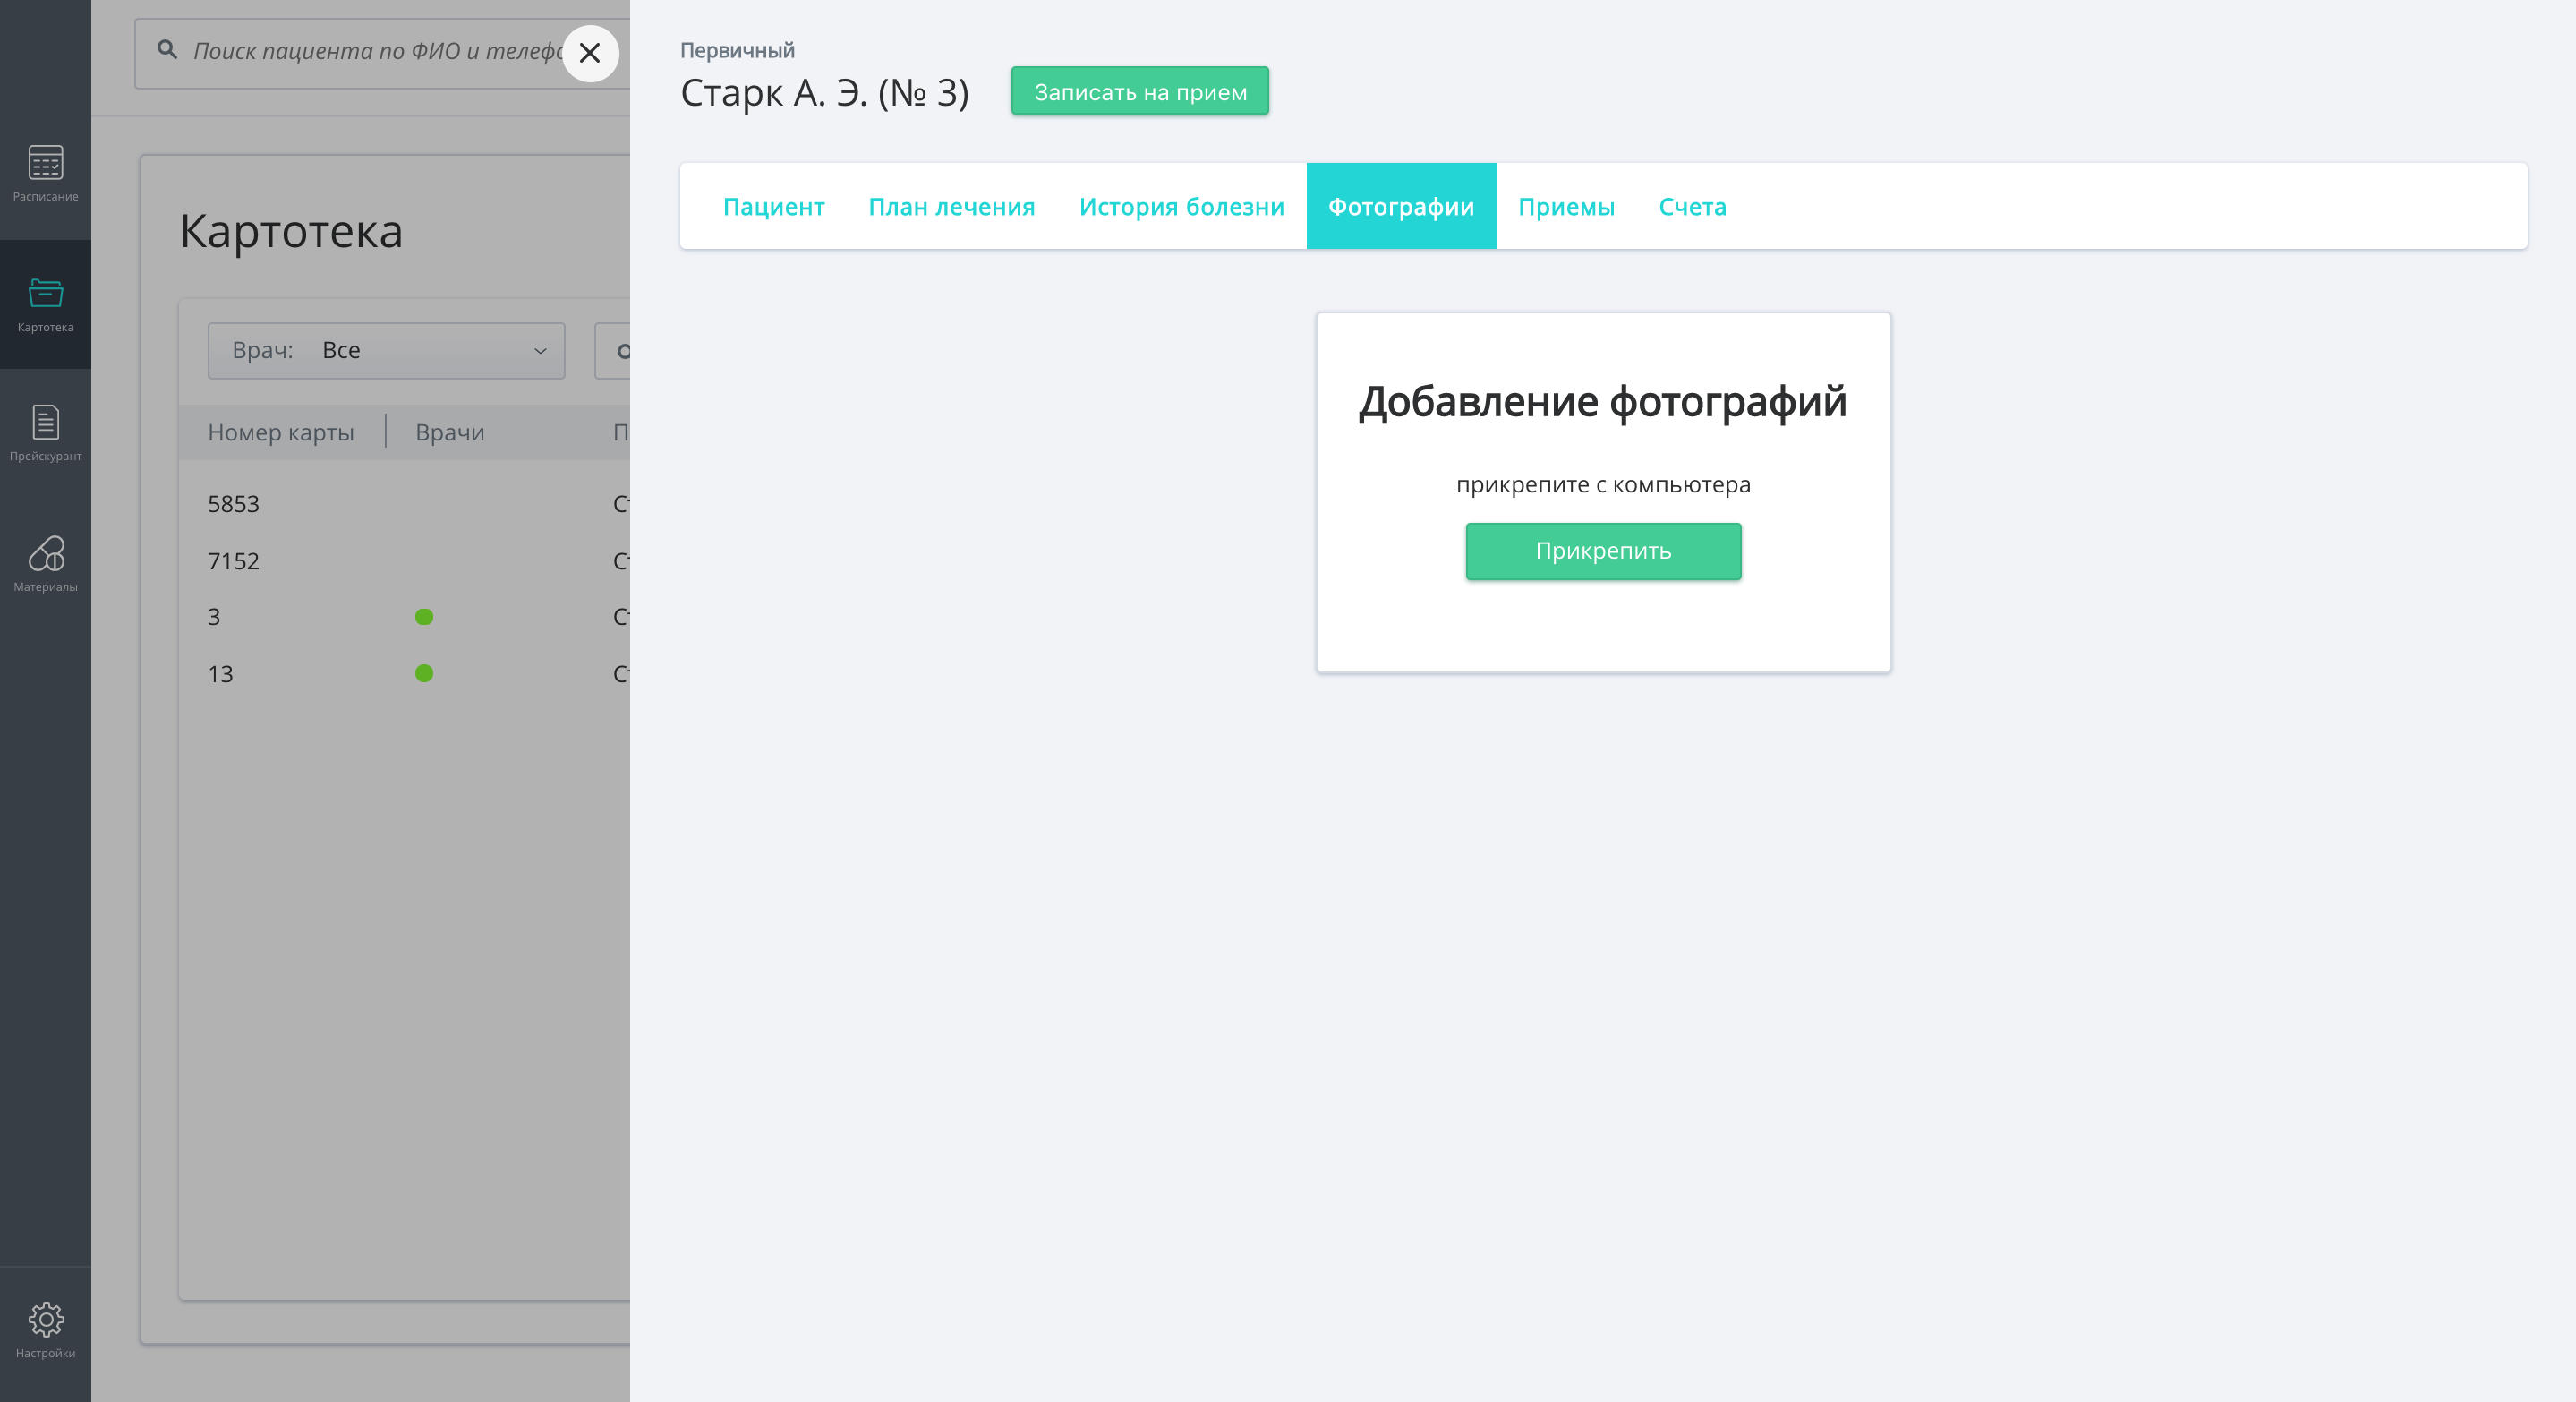 Расписание
Картотека
Прейскурант
Материалы
Настройки
Поиск пациента по ФИО и
Картотека
Врач: Все
Номер карты Врачи
5853
7152
3
13
Первичный
Старк А. Э. (№ 3)
Записать на прием
Пациент План лечения История болезни Фотографии Приемы Счета
Добавление фотографий
прикрепите с компьютера
Прикрепить